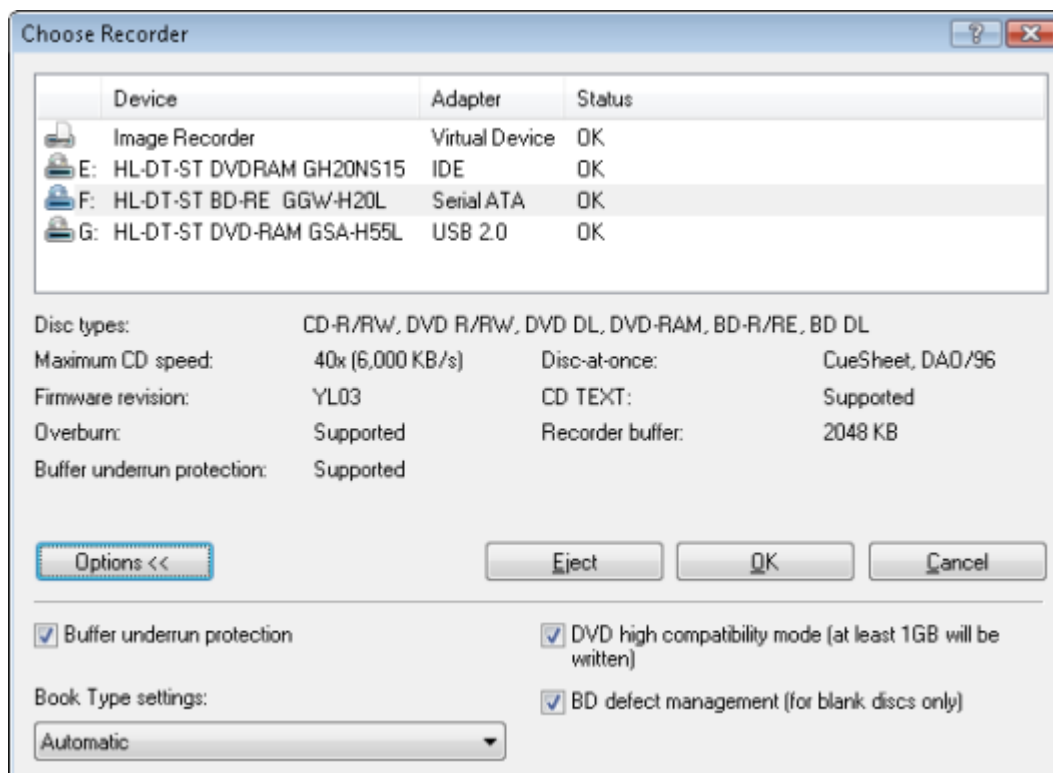 Choose Recorder
Device Adapter Status
Image Recorder Virtual Device OK
E: HL-DT-ST DVDRAM GH20NS15 IDE OK
F: HL-DT-ST BD-RE GGW-H20L Serial ATA OK
G: HL-DT-ST DVD-RAM GSA-H55L USB 2.0 OK
Disc types: CD-R/RW, DVD R/RW, DVD DL, DVD-RAM, BD-R/RE, BD DL
Maximum CD speed: 40x (6,000 KB/s) Disc-at-once: CueSheet, DAO/96
Firmware revision: YL03 CD TEXT: Supported
Overburn: Supported Recorder buffer: 2048 KB
Buffer underrun protection: Supported
Options << Eject OK Cancel
Buffer underrun protection
DVD high compatibility mode (at least 1GB will be
written)
Book Type settings:
BD defect management (for blank discs only)
Automatic